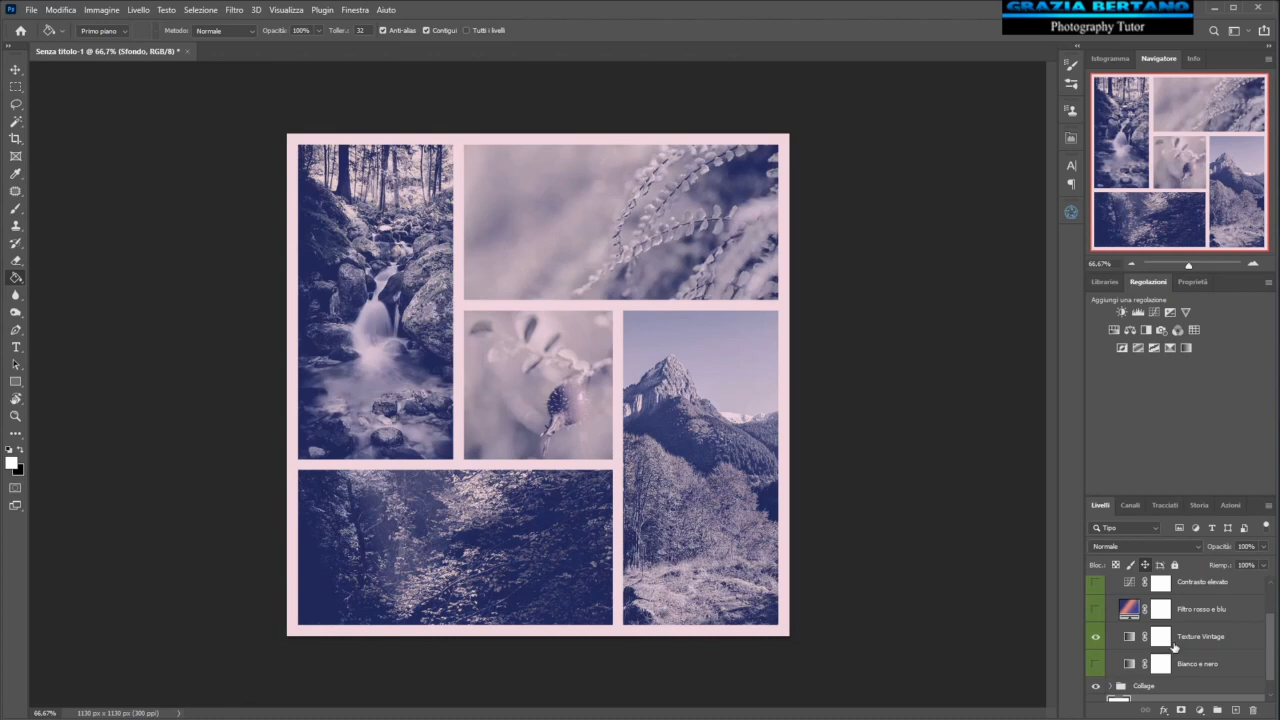 File Modifica Immagine Livello Testo Selezione Filtro 3D Visualizza Plugin Finestra Aiuto
GRAZIA BERTANO
Photography Tutor
Primo piano Metodo: Normale Opacità: 100% Toller.: 32 Anti-alias Contigui Tutti i livelli
Senza titolo-1 @ 66,7% (Sfondo, RGB/8) *
Istogramma Navigatore Info
66,67%
Libraries Regolazioni Proprietà
Aggiungi una regolazione
Livelli Canali Tracciati Storia Azioni
Tipo
Normale Opacità: 100%
Bloc.: Riemp.: 100%
Contrasto elevato
Filtro rosso e blu
Texture Vintage
Bianco e nero
Collage
66,67% 1130 px x 1130 px (300 ppi)